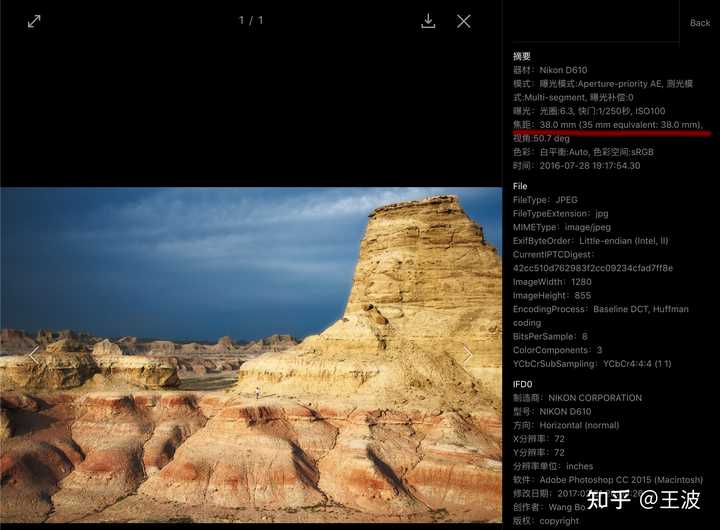 1 / 1
Back
摘要
器材: Nikon D610
模式: 曝光模式:Aperture-priority AE, 测光模
式:Multi-segment, 曝光补偿:0
曝光: 光圈:6.3, 快门:1/250秒, ISO100
焦距: 38.0 mm (35 mm equivalent: 38.0 mm),
视角:50.7 deg
色彩: 白平衡:Auto, 色彩空间:sRGB
时间: 2016-07-28 19:17:54.30
File
FileType: JPEG
FileTypeExtension: jpg
MIMEType: image/jpeg
ExifByteOrder: Little-endian (Intel, II)
CurrentIPTCDigest:
42cc510d762983f2cc09234cfad7ff8e
ImageWidth: 1280
ImageHeight: 855
EncodingProcess: Baseline DCT, Huffman
coding
BitsPerSample: 8
ColorComponents: 3
YCbCrSubSampling: YCbCr4:4:4 (1 1)
IFD0
制造商: NIKON CORPORATION
型号: NIKON D610
方向: Horizontal (normal)
X分辨率: 72
Y分辨率: 72
分辨率单位: inches
软件: Adobe Photoshop CC 2015 (Macintosh)
修改日期: 2017:0
创作者: Wang Bo
版权: copyright
知乎 @王波